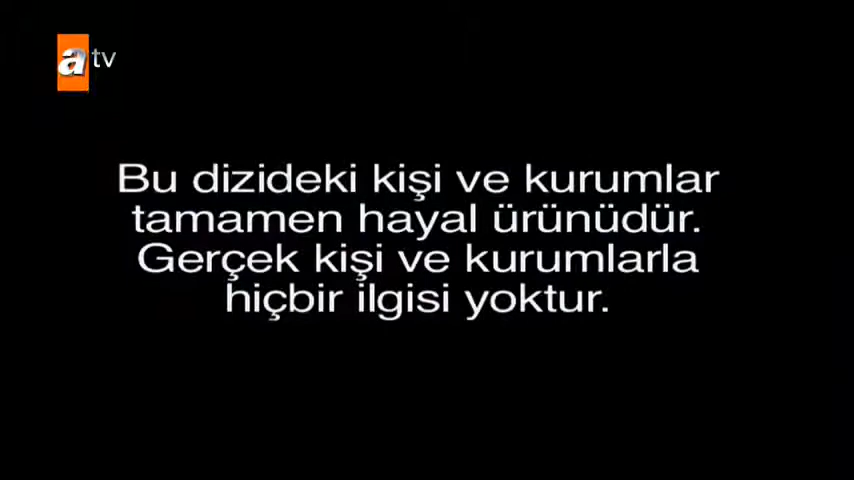 atv
Bu dizideki kişi ve kurumlar
tamamen hayal ürünüdür.
Gerçek kişi ve kurumlarla
hiçbir ilgisi yoktur.